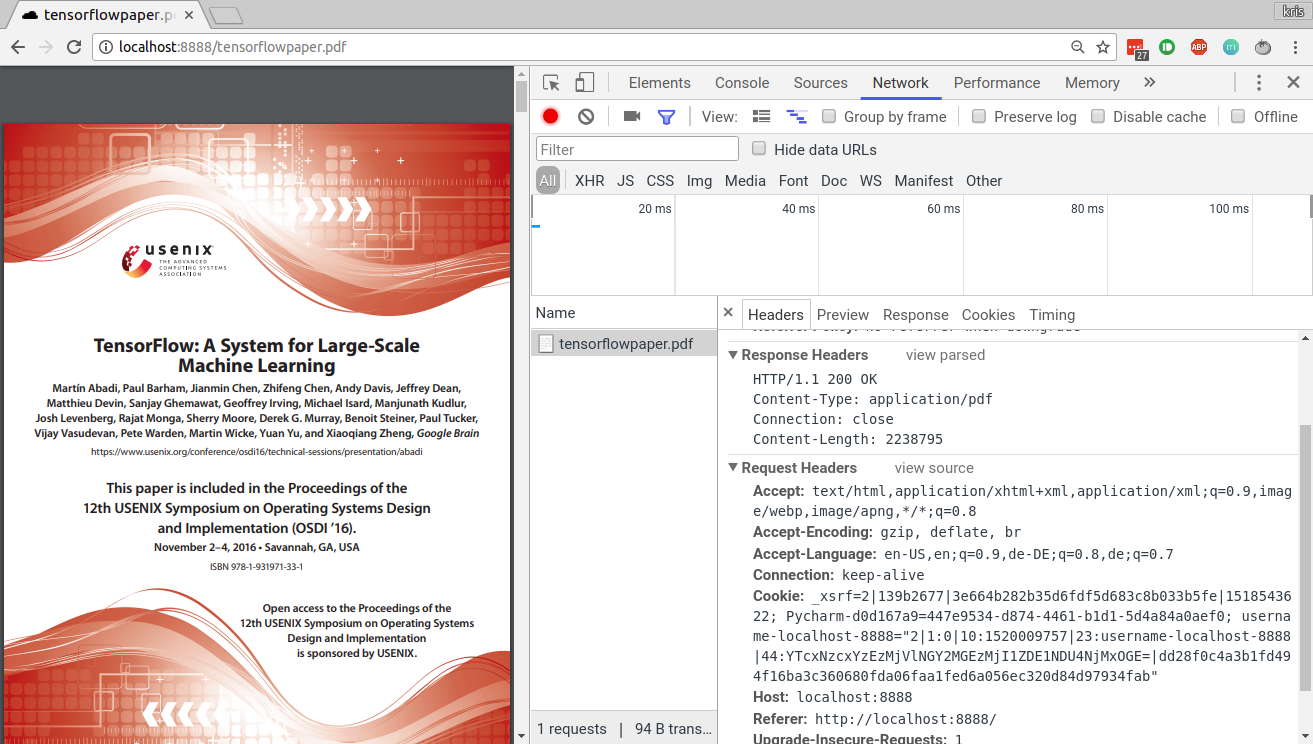 tensorflowpaper.p
kris
localhost:8888/tensorflowpaper.pdf
27
ABP
Elements Console Sources Network Performance Memory »
View: Group by frame Preserve log Disable cache Offline
Filter Hide data URLs
All XHR JS CSS Img Media Font Doc WS Manifest Other
20 ms 40 ms 60 ms 80 ms 100 ms
usenix
THE ADVANCED
COMPUTING SYSTEMS
ASSOCIATION
TensorFlow: A System for Large-Scale
Machine Learning
Martín Abadi, Paul Barham, Jianmin Chen, Zhifeng Chen, Andy Davis, Jeffrey Dean,
Matthieu Devin, Sanjay Ghemawat, Geoffrey Irving, Michael Isard, Manjunath Kudlur,
Josh Levenberg, Rajat Monga, Sherry Moore, Derek G. Murray, Benoit Steiner, Paul Tucker,
Vijay Vasudevan, Pete Warden, Martin Wicke, Yuan Yu, and Xiaoqiang Zheng, Google Brain
https://www.usenix.org/conference/osdi16/technical-sessions/presentation/abadi
This paper is included in the Proceedings of the
12th USENIX Symposium on Operating Systems Design
and Implementation (OSDI ’16).
November 2–4, 2016 • Savannah, GA, USA
ISBN 978-1-931971-33-1
Open access to the Proceedings of the
12th USENIX Symposium on Operating Systems
Design and Implementation
is sponsored by USENIX.
Name
tensorflowpaper.pdf
1 requests | 94 B trans...
× Headers Preview Response Cookies Timing
Response Headers view parsed
HTTP/1.1 200 OK
Content-Type: application/pdf
Connection: close
Content-Length: 2238795
Request Headers view source
Accept: text/html,application/xhtml+xml,application/xml;q=0.9,imag
e/webp,image/apng,*/*;q=0.8
Accept-Encoding: gzip, deflate, br
Accept-Language: en-US,en;q=0.9,de-DE;q=0.8,de;q=0.7
Connection: keep-alive
Cookie: _xsrf=2|139b2677|3e664b282b35d6fdf5d683c8b033b5fe|15185436
22; Pycharm-d0d167a9=447e9534-d874-4461-b1d1-5d4a84a0aef0; userna
me-localhost-8888="2|1:0|10:1520009757|23:username-localhost-8888
|44:YTcxNzcxYzEzMjVlNGY2MGEzMjI1ZDE1NDU4NjMxOGE=|dd28f0c4a3b1fd49
4f16ba3c360680fda06faa1fed6a056ec320d84d97934fab"
Host: localhost:8888
Referer: http://localhost:8888/
Upgrade-Insecure-Requests: 1